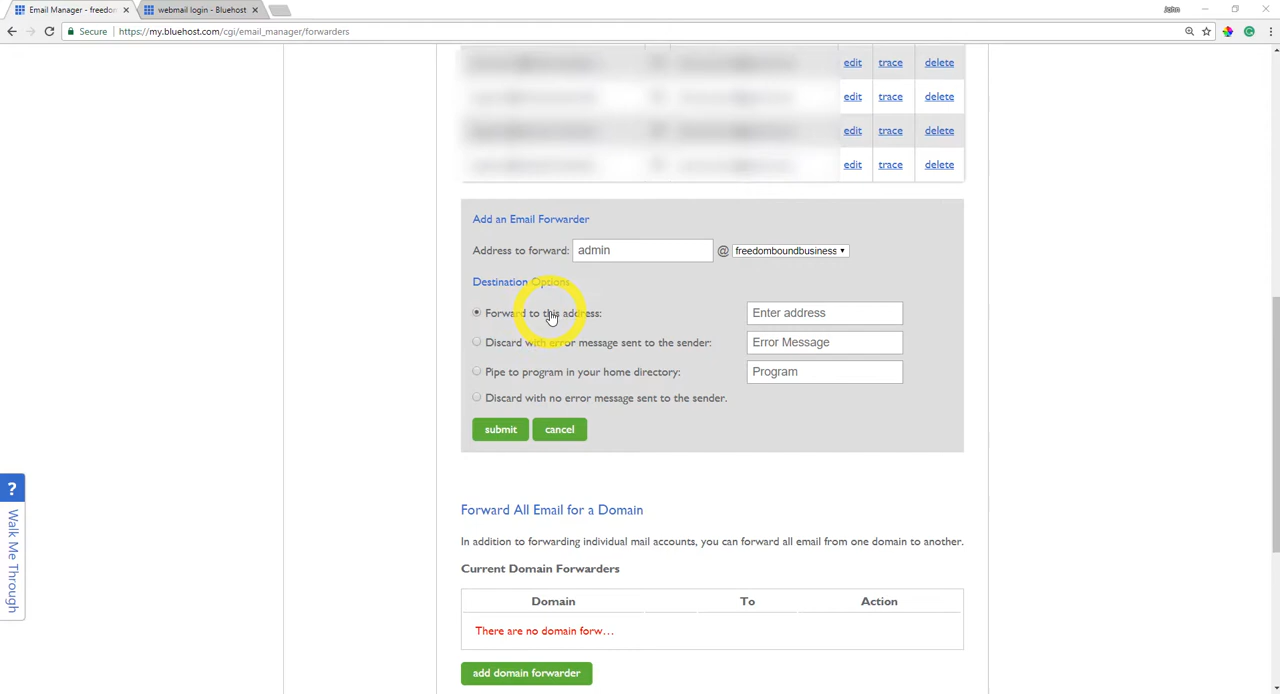 Email Manager - freedom
webmail login - Bluehost
John
Secure
https://my.bluehost.com/cgi/email_manager/forwarders
edit trace delete
edit trace delete
edit trace delete
edit trace delete
Add an Email Forwarder
Address to forward: admin @ freedomboundbusiness
Destination Options
Forward to this address: Enter address
Discard with error message sent to the sender: Error Message
Pipe to program in your home directory: Program
Discard with no error message sent to the sender.
submit cancel
? Walk Me Through
Forward All Email for a Domain
In addition to forwarding individual mail accounts, you can forward all email from one domain to another.
Current Domain Forwarders
Domain To Action
There are no domain forw...
add domain forwarder